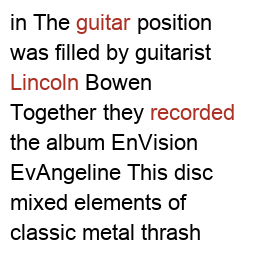 in The guitar position
was filled by guitarist
Lincoln Bowen
Together they recorded
the album EnVision
EvAngeline This disc
mixed elements of
classic metal thrash